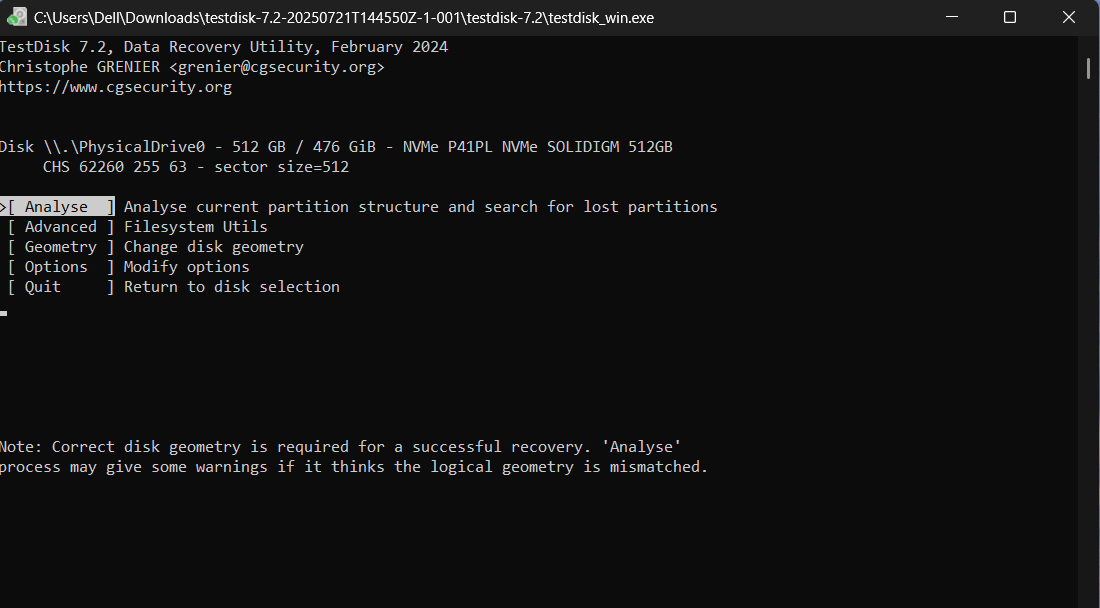 C:\Users\Dell\Downloads\testdisk-7.2-20250721T144550Z-1-001\testdisk-7.2\testdisk_win.exe
TestDisk 7.2, Data Recovery Utility, February 2024
Christophe GRENIER <grenier@cgsecurity.org>
https://www.cgsecurity.org
Disk \\.\PhysicalDrive0 - 512 GB / 476 GiB - NVMe P41PL NVMe SOLIDIGM 512GB
     CHS 62260 255 63 - sector size=512
>[ Analyse  ] Analyse current partition structure and search for lost partitions
 [ Advanced ] Filesystem Utils
 [ Geometry ] Change disk geometry
 [ Options  ] Modify options
 [ Quit     ] Return to disk selection
Note: Correct disk geometry is required for a successful recovery. 'Analyse'
process may give some warnings if it thinks the logical geometry is mismatched.